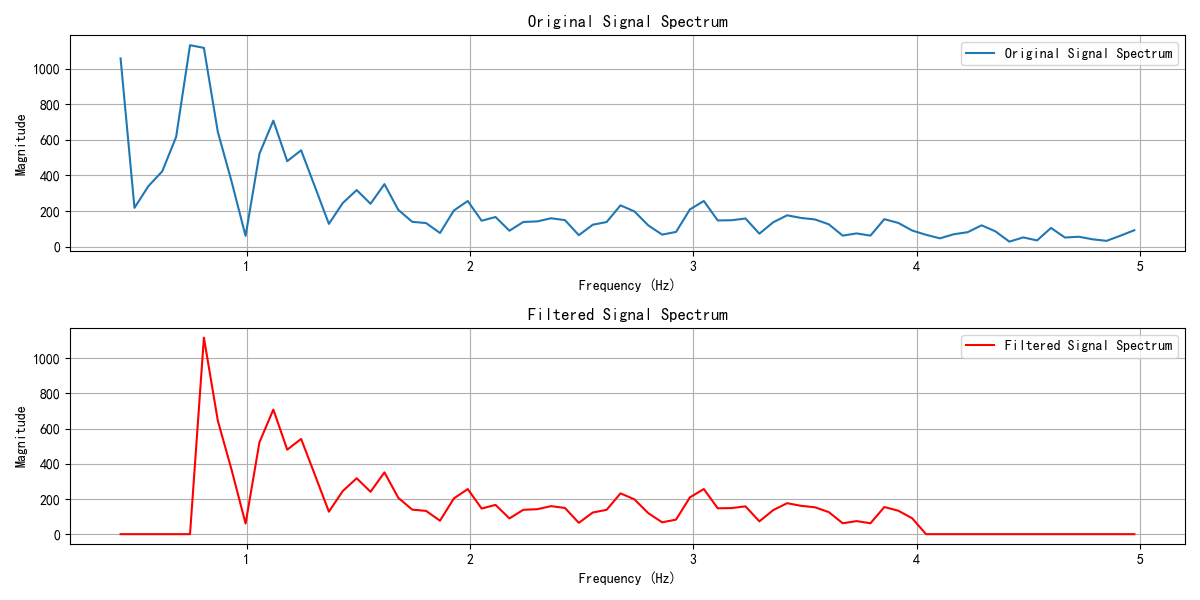 Original Signal Spectrum
Original Signal Spectrum
Magnitude
1000
800
600
400
200
0
1
2
3
4
5
Frequency (Hz)
Filtered Signal Spectrum
Filtered Signal Spectrum
Magnitude
1000
800
600
400
200
0
1
2
3
4
5
Frequency (Hz)